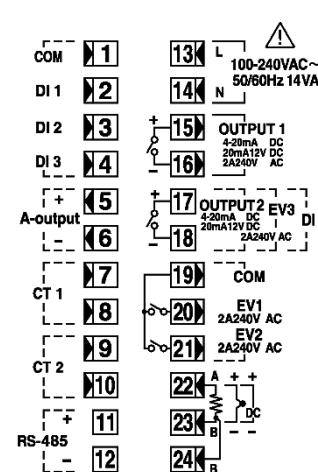 COM 1 13 L
100-240VAC~
DI 1 2 14 N 50/60Hz 14VA
DI 2 3 + 15 OUTPUT 1
4-20mA DC
20mA12V DC
DI 3 4 - 16 2A240V AC
+ 5 + 17 OUTPUT2 EV3 DI
A-output 4-20mA DC
20mA12V DC
- 6 - 18 2A240V AC
7 19 COM
CT 1
8 20 EV1
2A240V AC
9 21 EV2
2A240V AC
CT 2
10 22 A + +
+ 11 23 B DC
RS-485 - -
- 12 24 B